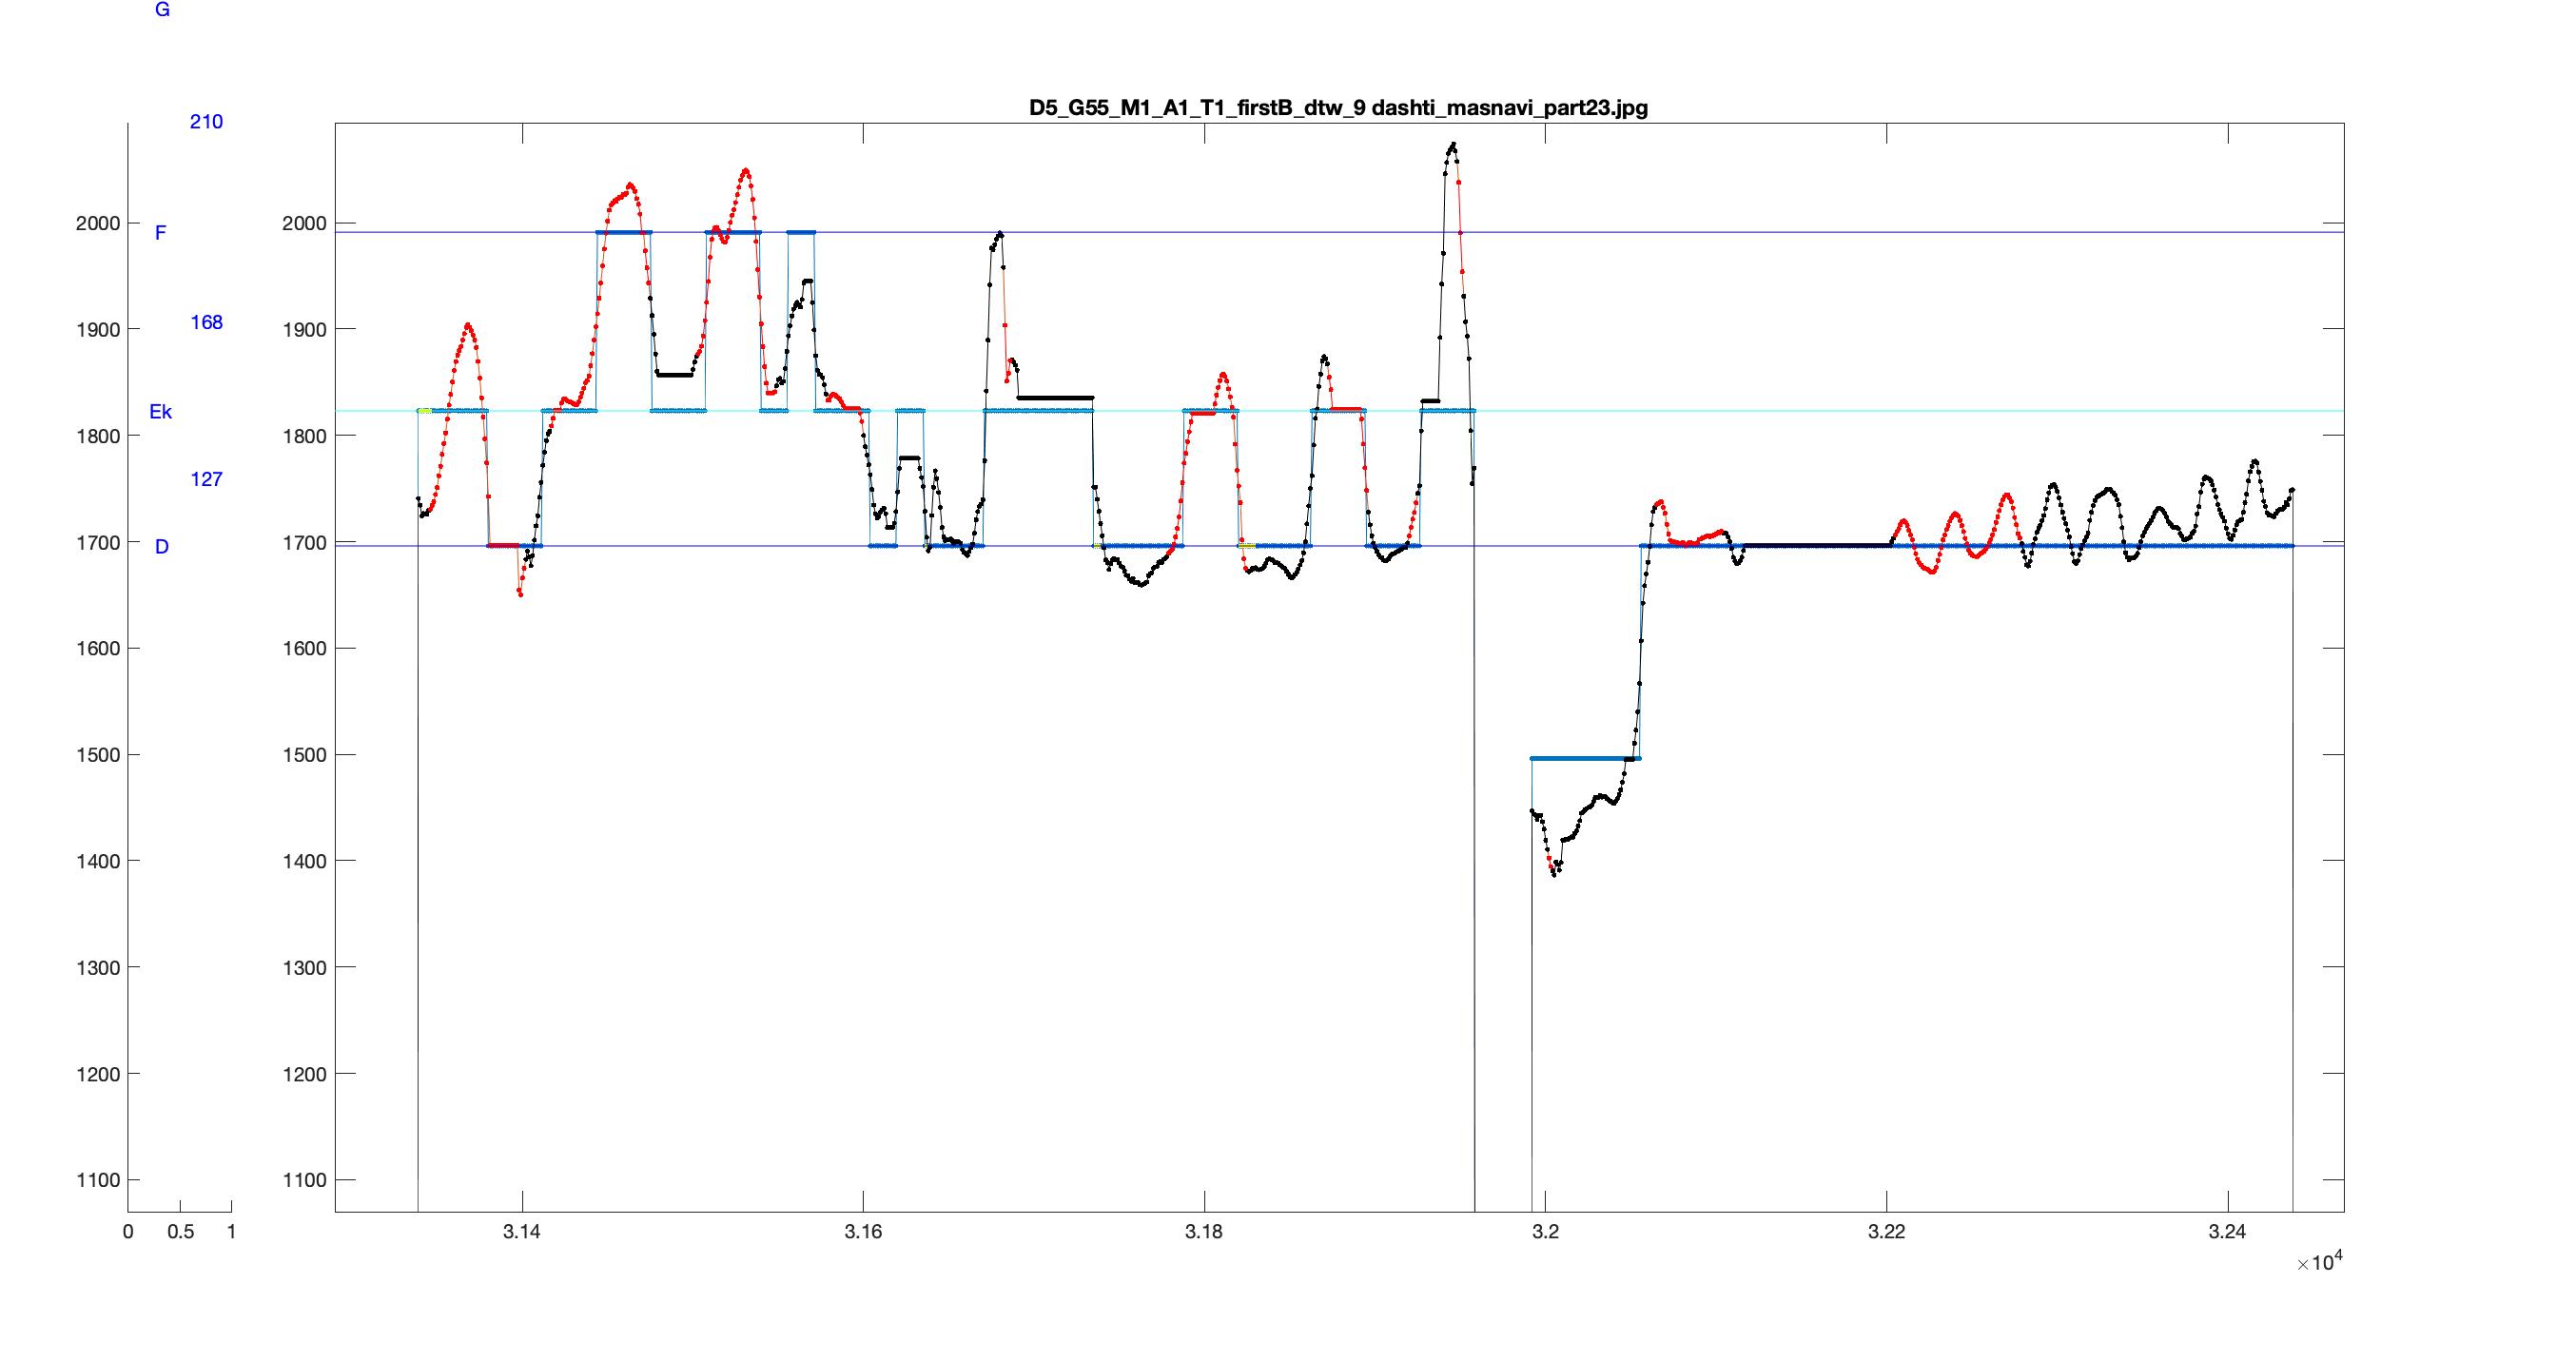 G
D5_G55_M1_A1_T1_firstB_dtw_9 dashti_masnavi_part23.jpg
210
2000 F 2000
1900 168 1900
Ek
1800 1800
127
1700 D 1700
1600 1600
1500 1500
1400 1400
1300 1300
1200 1200
1100 1100
0 0.5 1 3.14 3.16 3.18 3.2 3.22 3.24
×10⁴